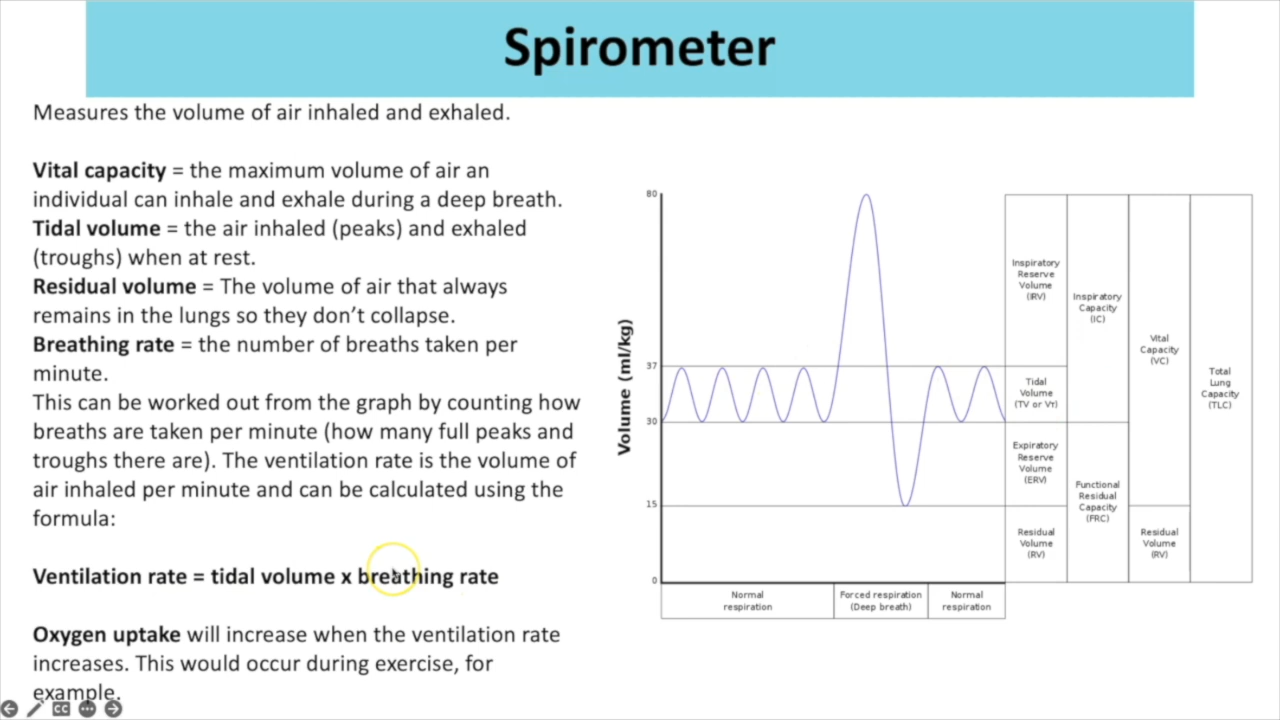 Spirometer
Measures the volume of air inhaled and exhaled.
Vital capacity = the maximum volume of air an
individual can inhale and exhale during a deep breath.
Tidal volume = the air inhaled (peaks) and exhaled
(troughs) when at rest.
Residual volume = The volume of air that always
remains in the lungs so they don’t collapse.
Breathing rate = the number of breaths taken per
minute.
This can be worked out from the graph by counting how
breaths are taken per minute (how many full peaks and
troughs there are). The ventilation rate is the volume of
air inhaled per minute and can be calculated using the
formula:
Ventilation rate = tidal volume x breathing rate
Oxygen uptake will increase when the ventilation rate
increases. This would occur during exercise, for
example.
CC
Volume (ml/kg)
80
37
30
15
0
Normal
respiration
Forced respiration
(Deep breath)
Normal
respiration
Inspiratory
Reserve
Volume
(IRV)
Tidal
Volume
(TV or VT)
Expiratory
Reserve
Volume
(ERV)
Residual
Volume
(RV)
Inspiratory
Capacity
(IC)
Functional
Residual
Capacity
(FRC)
Vital
Capacity
(VC)
Residual
Volume
(RV)
Total
Lung
Capacity
(TLC)